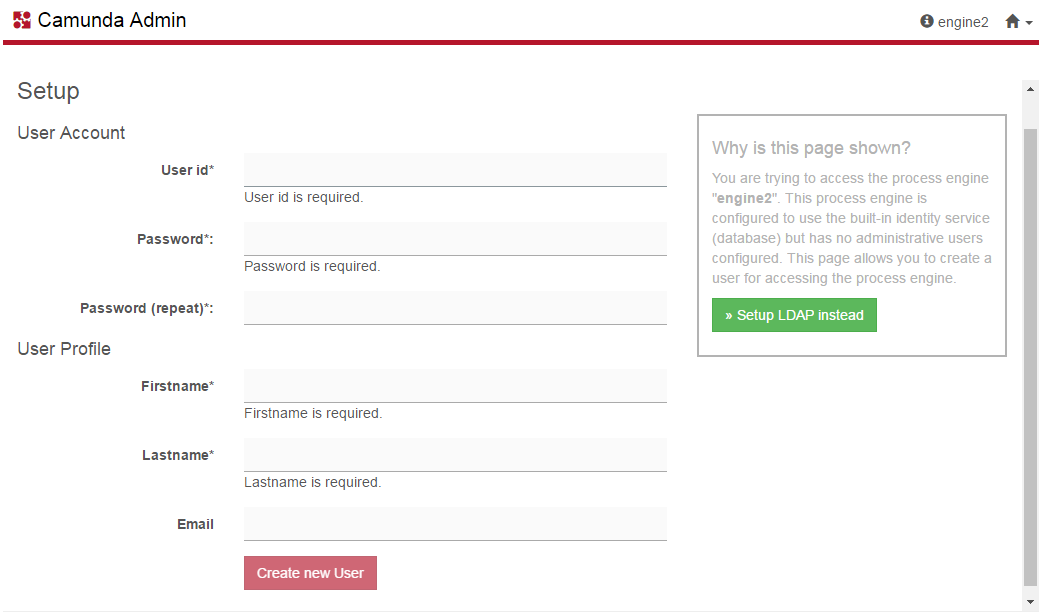 Camunda Admin
engine2
Setup
User Account
User id*
User id is required.
Password*:
Password is required.
Password (repeat)*:
User Profile
Firstname*
Firstname is required.
Lastname*
Lastname is required.
Email
Create new User
Why is this page shown?
You are trying to access the process engine
"engine2". This process engine is
configured to use the built-in identity service
(database) but has no administrative users
configured. This page allows you to create a
user for accessing the process engine.
» Setup LDAP instead